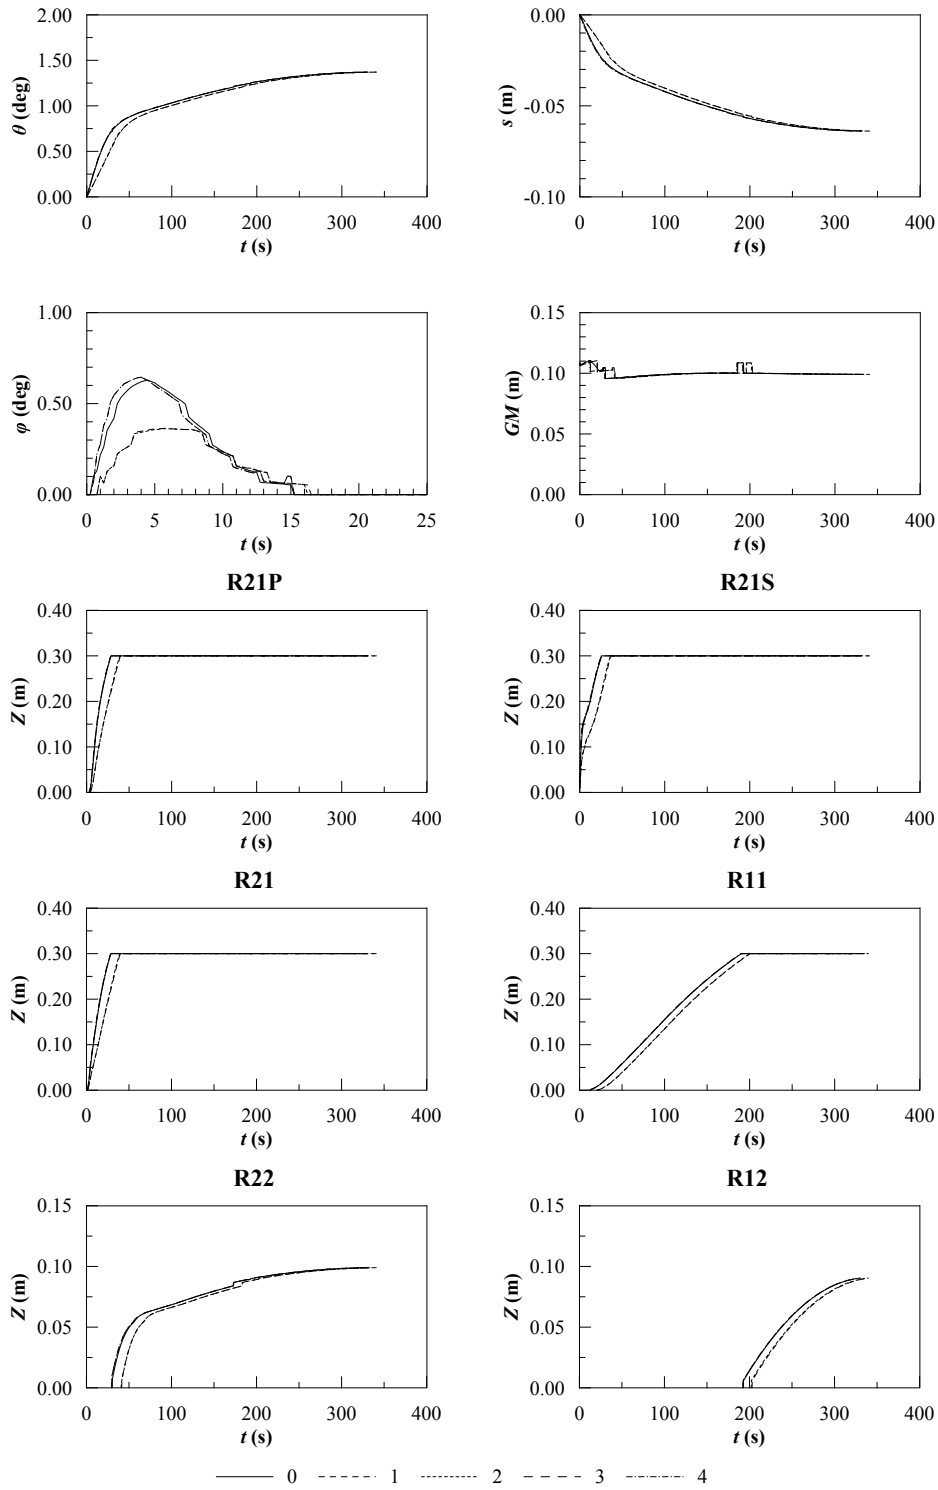 2.00
1.50
1.00
0.50
0.00
θ (deg)
0 100 200 300 400
t (s)
0.00
-0.05
-0.10
s (m)
0 100 200 300 400
t (s)
1.00
0.50
0.00
φ (deg)
0 5 10 15 20 25
t (s)
0.15
0.10
0.05
0.00
GM (m)
0 100 200 300 400
t (s)
R21P
0.40
0.30
0.20
0.10
0.00
Z (m)
0 100 200 300 400
t (s)
R21S
0.40
0.30
0.20
0.10
0.00
Z (m)
0 100 200 300 400
t (s)
R21
0.40
0.30
0.20
0.10
0.00
Z (m)
0 100 200 300 400
t (s)
R11
0.40
0.30
0.20
0.10
0.00
Z (m)
0 100 200 300 400
t (s)
R22
0.15
0.10
0.05
0.00
Z (m)
0 100 200 300 400
t (s)
R12
0.15
0.10
0.05
0.00
Z (m)
0 100 200 300 400
t (s)
0 1 2 3 4